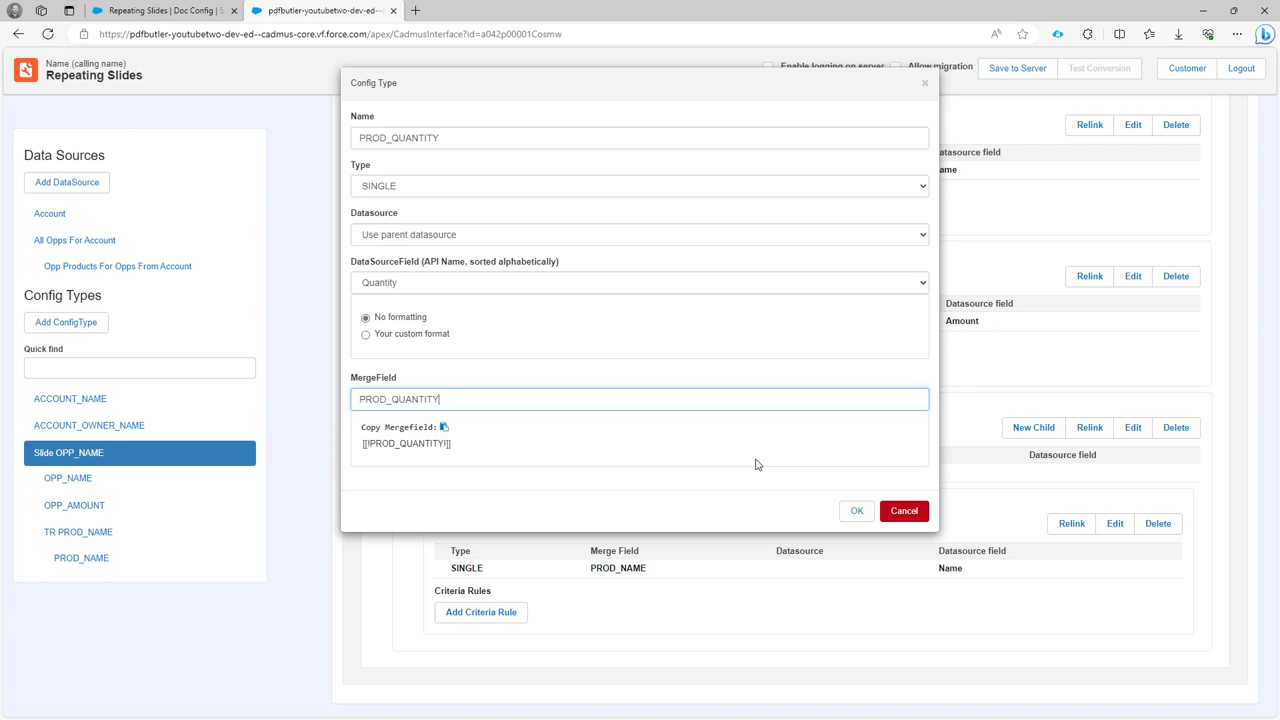 Repeating Slides | Doc Config | S
pdfbutler-youtubetwo-dev-ed--c
https://pdfbutler-youtubetwo-dev-ed--cadmus-core.vf.force.com/apex/CadmusInterface?id=a042p00001Cosmw
Name (calling name)
Repeating Slides
Enable logging on server
Allow migration
Save to Server
Test Conversion
Customer
Logout
Data Sources
Add DataSource
Account
All Opps For Account
Opp Products For Opps From Account
Config Types
Add ConfigType
Quick find
ACCOUNT_NAME
ACCOUNT_OWNER_NAME
Slide OPP_NAME
OPP_NAME
OPP_AMOUNT
TR PROD_NAME
PROD_NAME
Config Type
Name
PROD_QUANTITY
Type
SINGLE
Datasource
Use parent datasource
DataSourceField (API Name, sorted alphabetically)
Quantity
No formatting
Your custom format
MergeField
PROD_QUANTITY
Copy Mergefield:
[[!PROD_QUANTITY!]]
OK
Cancel
Relink Edit Delete
atasource field
ame
Relink Edit Delete
Datasource field
Amount
New Child Relink Edit Delete
Datasource field
Relink Edit Delete
Type Merge Field Datasource Datasource field
SINGLE PROD_NAME Name
Criteria Rules
Add Criteria Rule